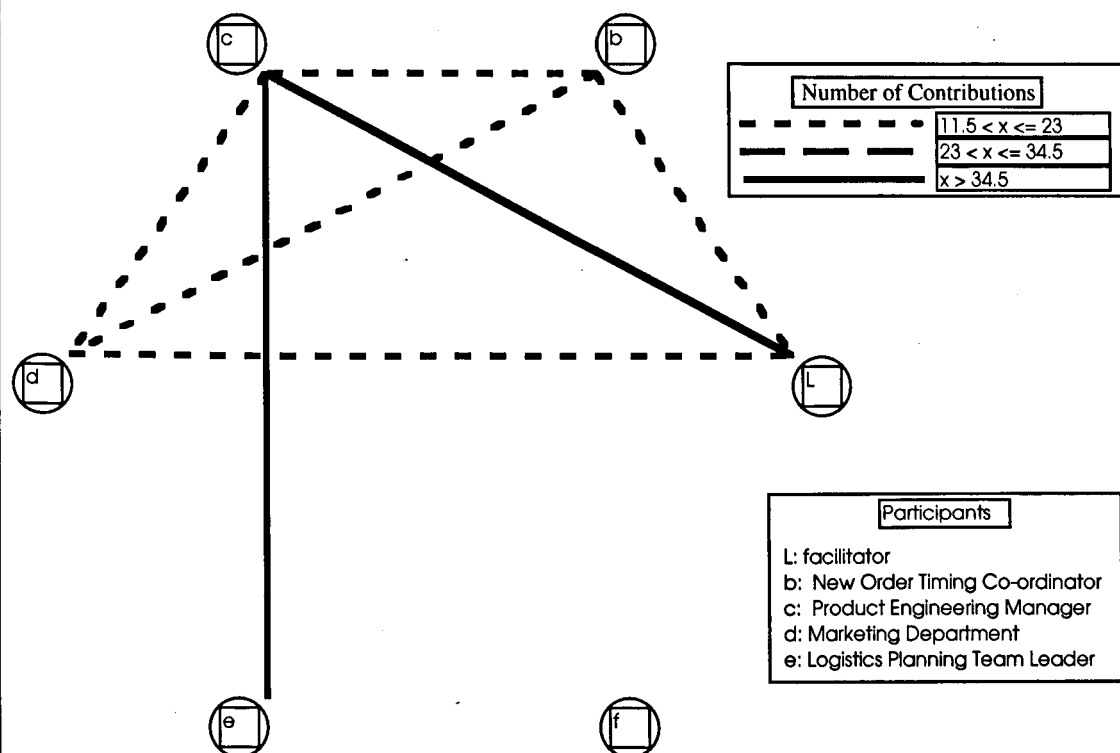 c
b
Number of Contributions
11.5 < x <= 23
23 < x <= 34.5
x > 34.5
d
L
Participants
L: facilitator
b: New Order Timing Co-ordinator
c: Product Engineering Manager
d: Marketing Department
e: Logistics Planning Team Leader
e
f